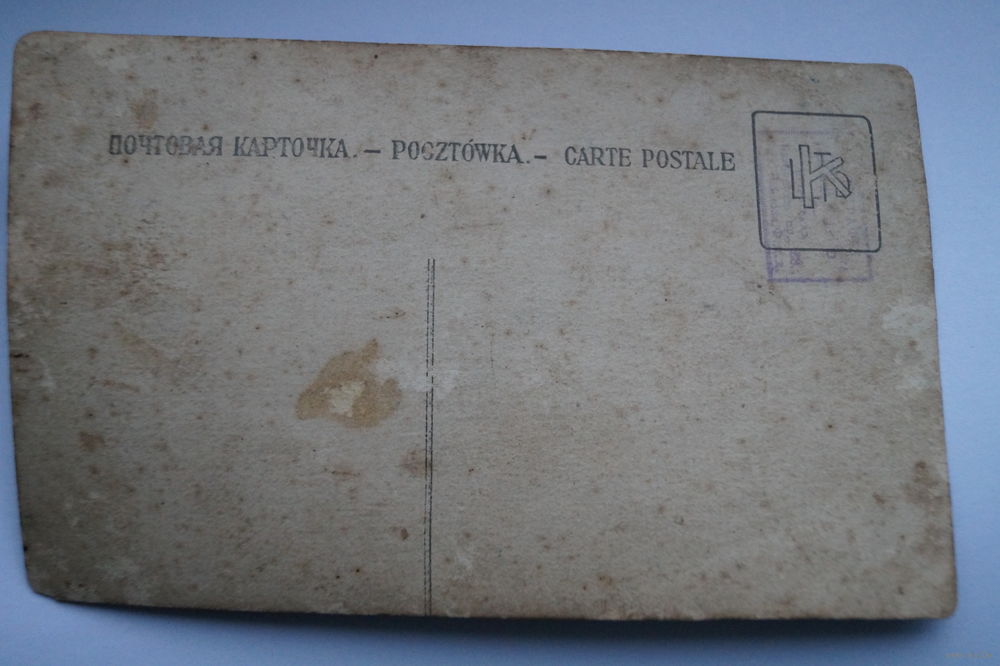 ПОЧТОВАЯ КАРТОЧКА. — POCZTÓWKA. — CARTE POSTALE